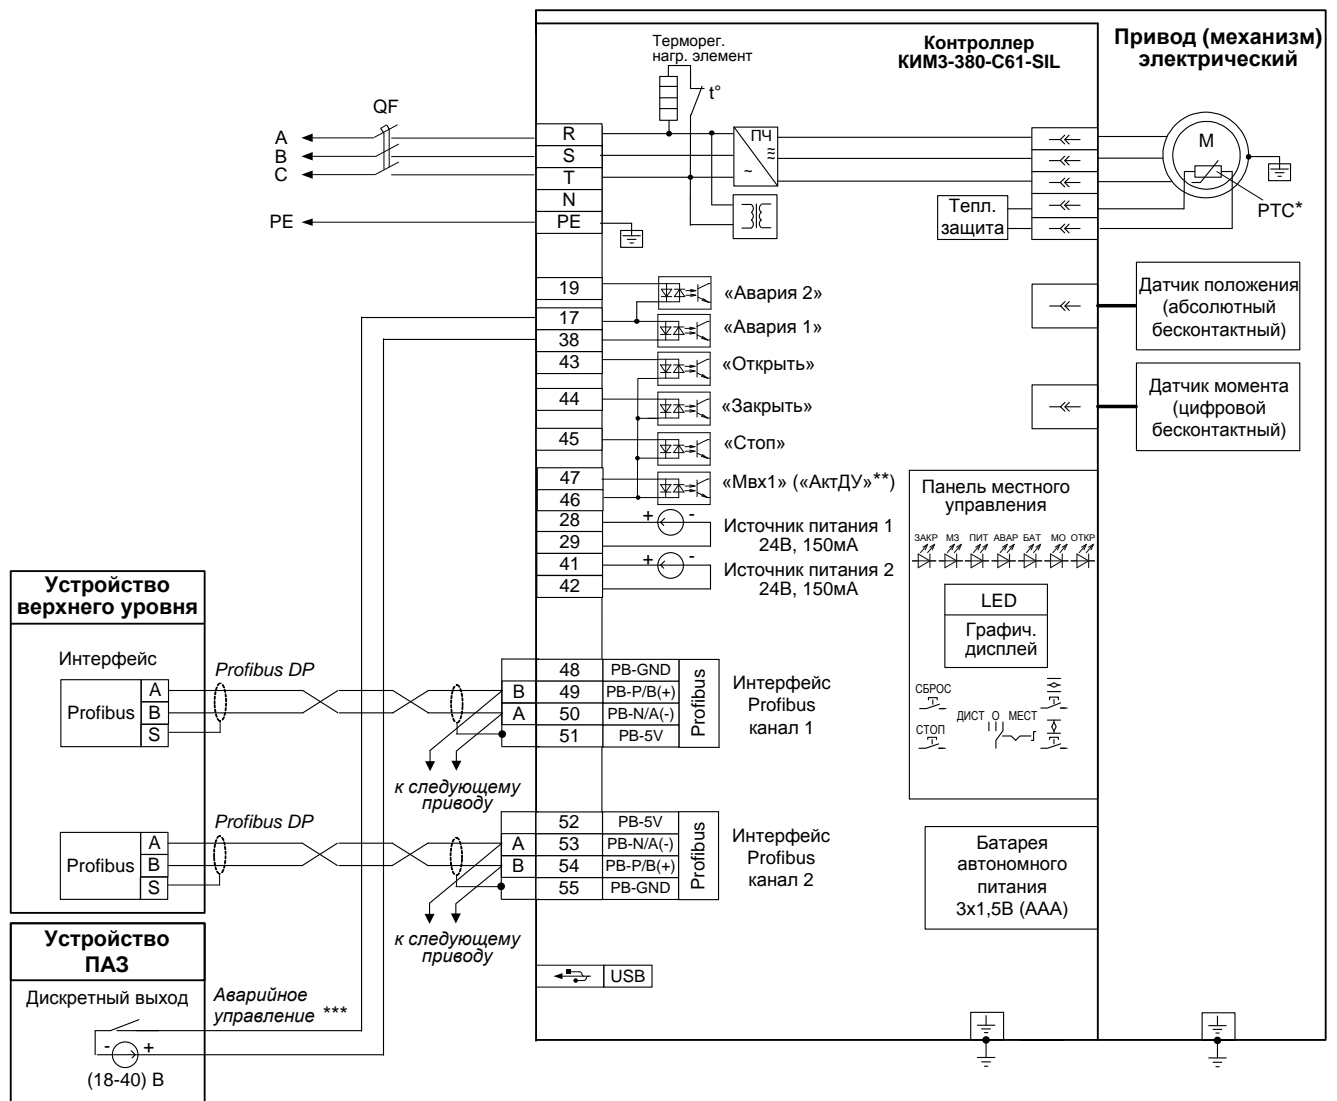 Привод (механизм)
электрический
Контроллер
КИМ3-380-С61-SIL
Терморег.
нагр. элемент
t°
QF
A
B
C
PE
R
S
T
N
PE
ПЧ
≈
~
Тепл.
защита
M
PTC*
19
17
38
43
44
45
47
46
28
29
41
42
«Авария 2»
«Авария 1»
«Открыть»
«Закрыть»
«Стоп»
«Мвх1» («АктДУ»**)
+ -
Источник питания 1
24В, 150мА
+ -
Источник питания 2
24В, 150мА
Датчик положения
(абсолютный
бесконтактный)
Датчик момента
(цифровой
бесконтактный)
Панель местного
управления
ЗАКР МЗ ПИТ АВАР БАТ МО ОТКР
LED
Графич.
дисплей
СБРОС
СТОП
ДИСТ О МЕСТ
Батарея
автономного
питания
3х1,5В (ААА)
Устройство
верхнего уровня
Интерфейс
Profibus
A
B
S
Profibus DP
B
A
48 PB-GND
49 PB-P/B(+)
50 PB-N/A(-)
51 PB-5V
Profibus
Интерфейс
Profibus
канал 1
к следующему
приводу
Profibus
A
B
S
Profibus DP
A
B
52 PB-5V
53 PB-N/A(-)
54 PB-P/B(+)
55 PB-GND
Profibus
Интерфейс
Profibus
канал 2
к следующему
приводу
USB
Устройство
ПАЗ
Дискретный выход
Аварийное
управление ***
- +
(18-40) В